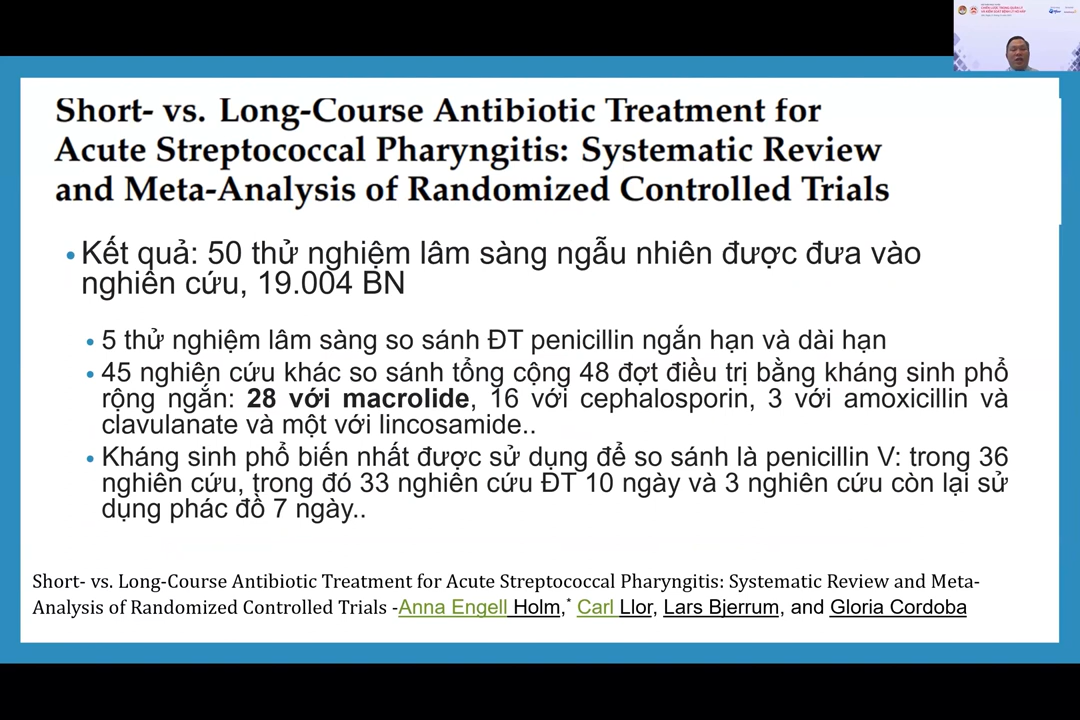 Short- vs. Long-Course Antibiotic Treatment for
Acute Streptococcal Pharyngitis: Systematic Review
and Meta-Analysis of Randomized Controlled Trials
• Kết quả: 50 thử nghiệm lâm sàng ngẫu nhiên được đưa vào
nghiên cứu, 19.004 BN
• 5 thử nghiệm lâm sàng so sánh ĐT penicillin ngắn hạn và dài hạn
• 45 nghiên cứu khác so sánh tổng cộng 48 đợt điều trị bằng kháng sinh phổ
rộng ngắn: 28 với macrolide, 16 với cephalosporin, 3 với amoxicillin và
clavulanate và một với lincosamide..
• Kháng sinh phổ biến nhất được sử dụng để so sánh là penicillin V: trong 36
nghiên cứu, trong đó 33 nghiên cứu ĐT 10 ngày và 3 nghiên cứu còn lại sử
dụng phác đồ 7 ngày..
Short- vs. Long-Course Antibiotic Treatment for Acute Streptococcal Pharyngitis: Systematic Review and Meta-
Analysis of Randomized Controlled Trials -Anna Engell Holm,* Carl Llor, Lars Bjerrum, and Gloria Cordoba